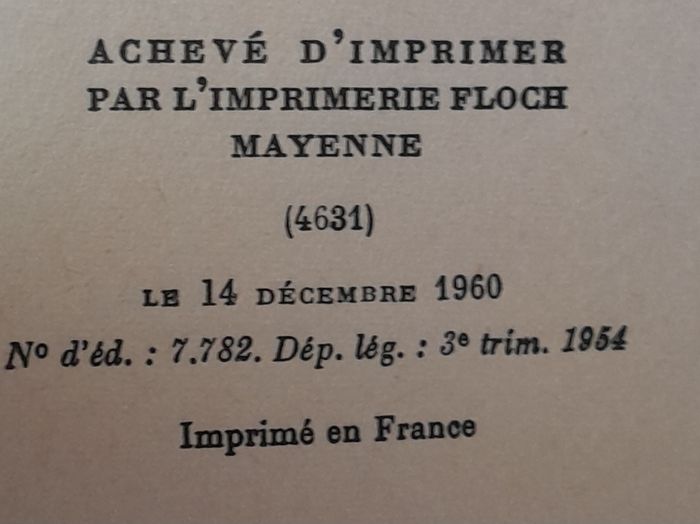 ACHEVÉ D'IMPRIMER
PAR L'IMPRIMERIE FLOCH
MAYENNE
(4631)
LE 14 DÉCEMBRE 1960
Nº d'éd. : 7.782. Dép. lég. : 3e trim. 1954
Imprimé en France